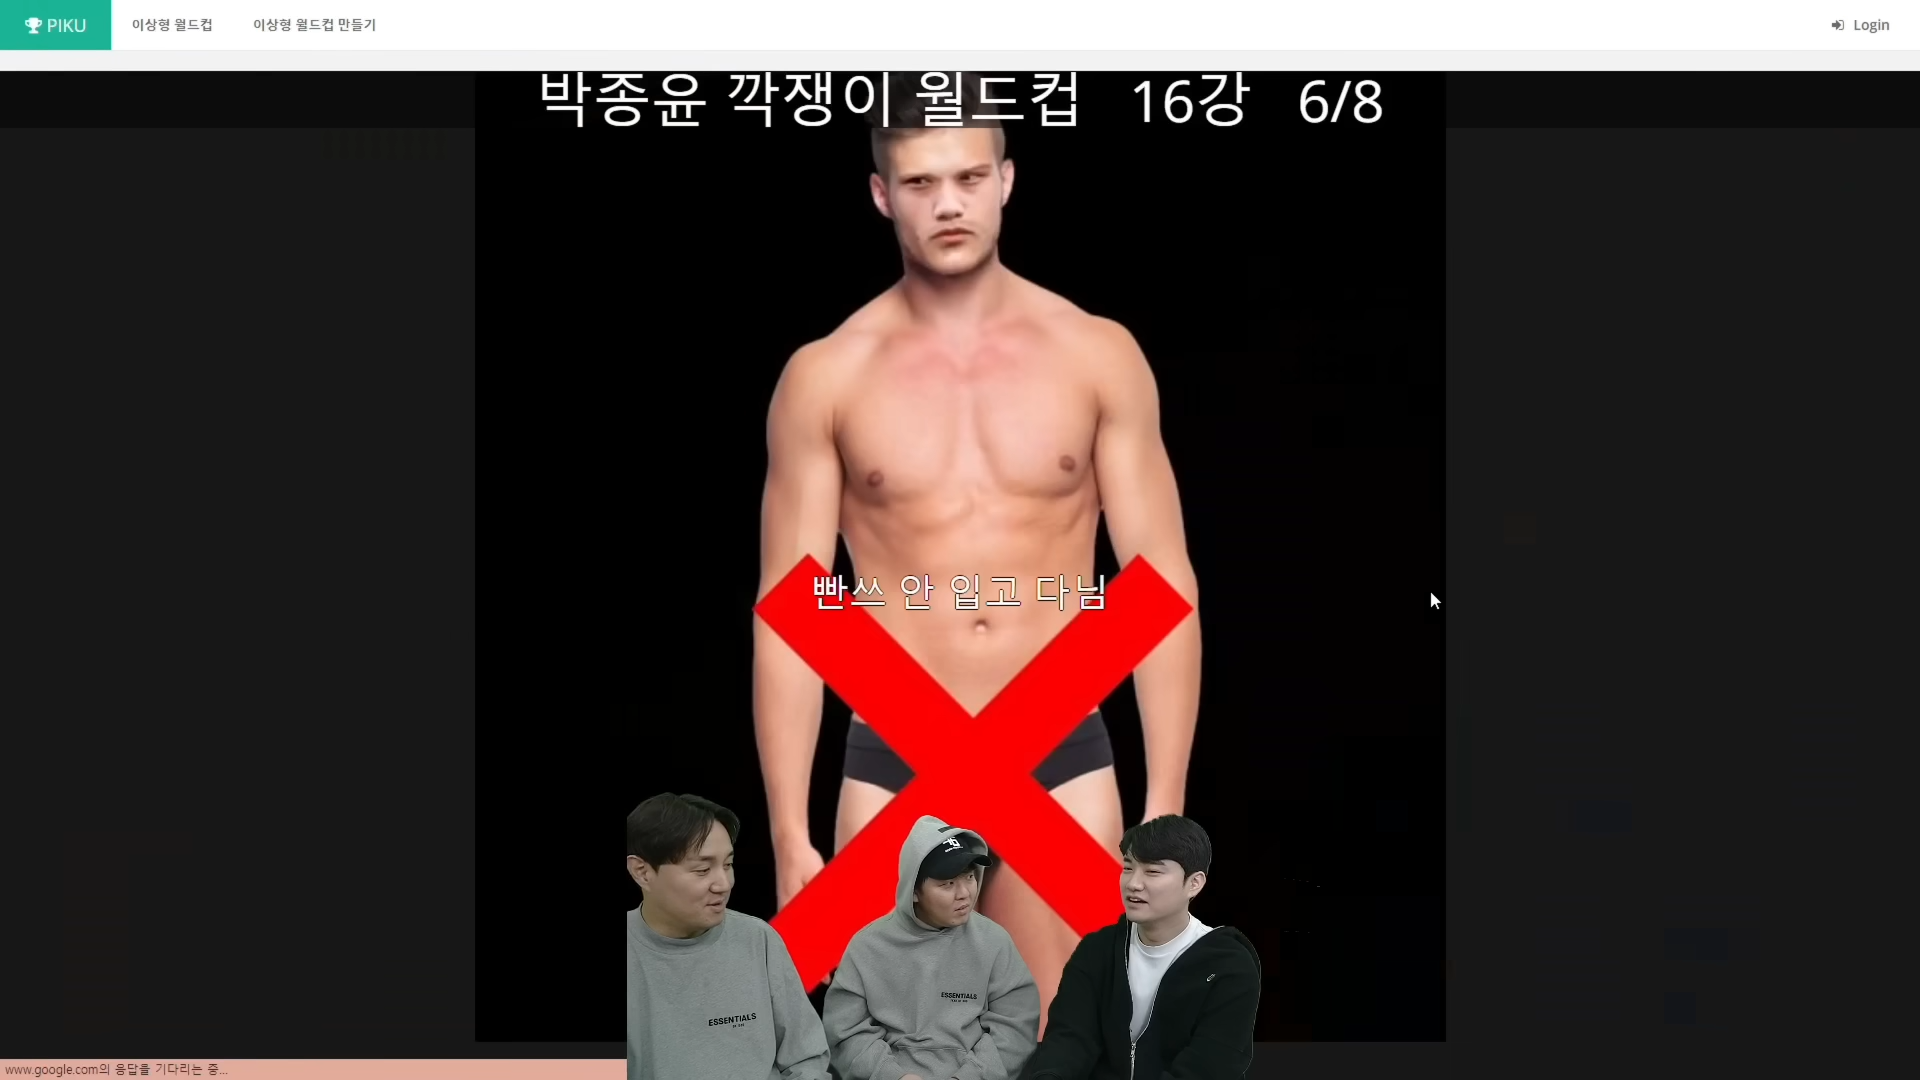 PIKU 이상형 월드컵 이상형 월드컵 만들기 Login
박종윤 깍쟁이 월드컵 16강 6/8
빤쓰 안 입고 다님
ESSENTIALS
ESSENTIALS
www.google.com의 응답을 기다리는 중...